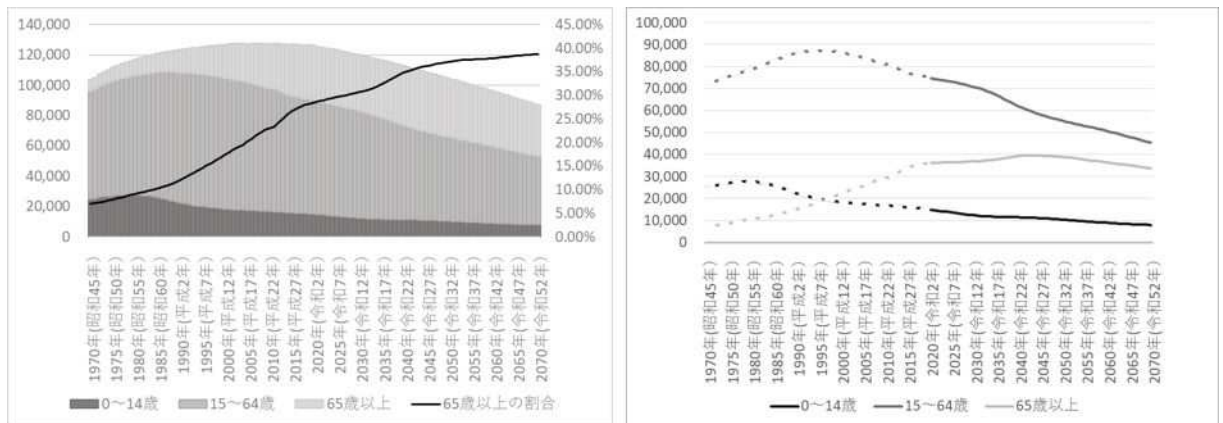 140,000
120,000
100,000
80,000
60,000
40,000
20,000
0
45.00%
40.00%
35.00%
30.00%
25.00%
20.00%
15.00%
10.00%
5.00%
0.00%
1970年(昭和45年)
1975年(昭和50年)
1980年(昭和55年)
1985年(昭和60年)
1990年(平成2年)
1995年(平成7年)
2000年(平成12年)
2005年(平成17年)
2010年(平成22年)
2015年(平成27年)
2020年(令和2年)
2025年(令和7年)
2030年(令和12年)
2035年(令和17年)
2040年(令和22年)
2045年(令和27年)
2050年(令和32年)
2055年(令和37年)
2060年(令和42年)
2065年(令和47年)
2070年(令和52年)
0～14歳 15～64歳 65歳以上 65歳以上の割合
100,000
90,000
80,000
70,000
60,000
50,000
40,000
30,000
20,000
10,000
0
1970年(昭和45年)
1975年(昭和50年)
1980年(昭和55年)
1985年(昭和60年)
1990年(平成2年)
1995年(平成7年)
2000年(平成12年)
2005年(平成17年)
2010年(平成22年)
2015年(平成27年)
2020年(令和2年)
2025年(令和7年)
2030年(令和12年)
2035年(令和17年)
2040年(令和22年)
2045年(令和27年)
2050年(令和32年)
2055年(令和37年)
2060年(令和42年)
2065年(令和47年)
2070年(令和52年)
0～14歳 15～64歳 65歳以上